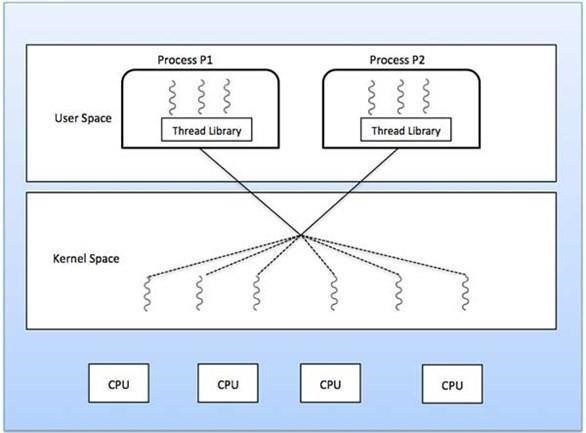 Process P1
Process P2
User Space
Thread Library
Thread Library
Kernel Space
CPU
CPU
CPU
CPU